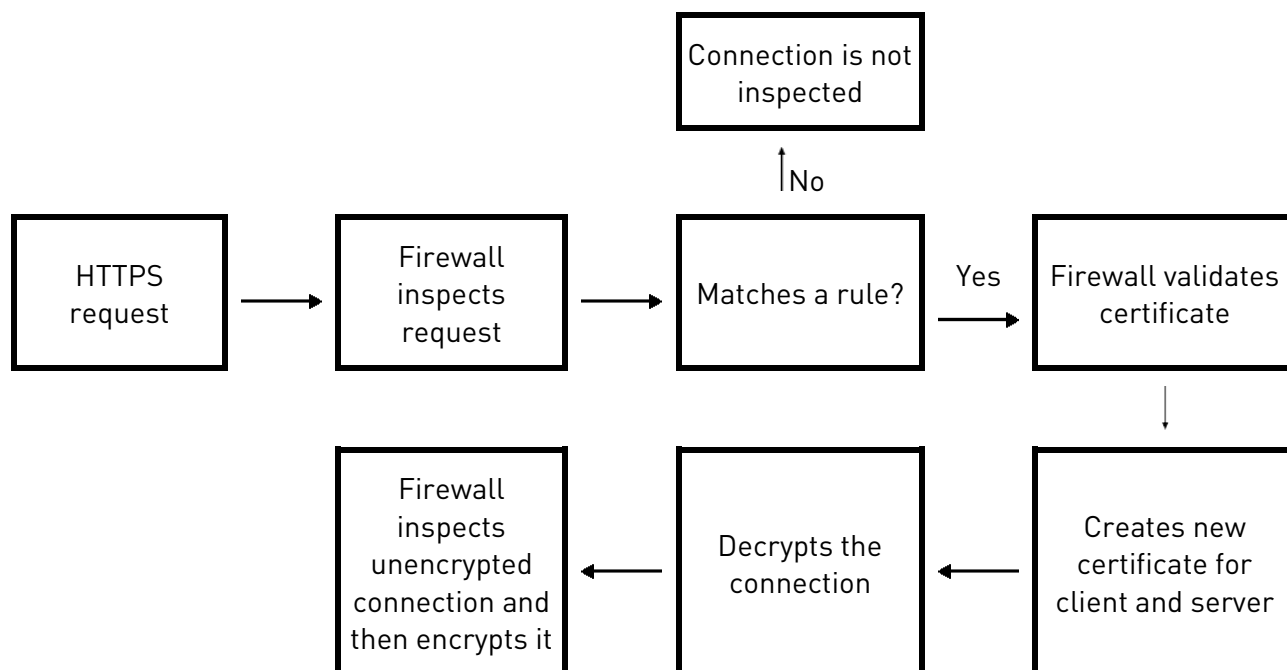 Connection is not
inspected
No
HTTPS
request
Firewall
inspects
request
Matches a rule?
Yes
Firewall validates
certificate
Creates new
certificate for
client and server
Decrypts the
connection
Firewall
inspects
unencrypted
connection and
then encrypts it